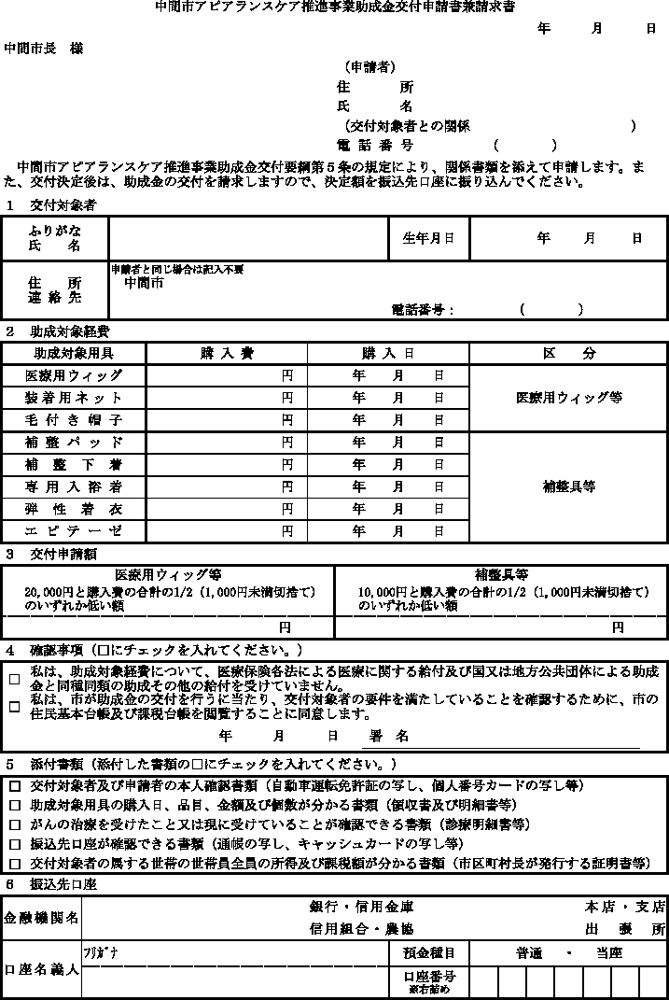 中間市アピアランスケア推進事業助成金交付申請書兼請求書
年　　月　　日
中間市長　様
（申請者）
住　　　所
氏　　　名
（交付対象者との関係　　　　　　　　　　　　）
電 話 番 号　　　　　　（　　　　）
中間市アピアランスケア推進事業助成金交付要綱第５条の規定により、関係書類を添えて申請します。ま
た、交付決定後は、助成金の交付を請求しますので、決定額を振込先口座に振り込んでください。
１　交付対象者
ふりがな
氏　　名
生年月日
年　　月　　日
住　　所
連 絡 先
申請者と同じ場合は記入不要
中間市
電話番号：　　　　　（　　　　）
２　助成対象経費
助成対象用具　購 入 費　購 入 日　区　　分
医療用ウィッグ　円　年　月　日　医療用ウィッグ等
装着用ネット　円　年　月　日
毛付き帽子　円　年　月　日
補整パッド　円　年　月　日　補整具等
補整下着　円　年　月　日
専用入浴着　円　年　月　日
弾性着衣　円　年　月　日
エピテーゼ　円　年　月　日
３　交付申請額
医療用ウィッグ等　補整具等
20,000円と購入費の合計の1/2（1,000円未満切捨て）
のいずれか低い額
10,000円と購入費の合計の1/2（1,000円未満切捨て）
のいずれか低い額
円　円
４　確認事項（□にチェックを入れてください。）
□　私は、助成対象経費について、医療保険各法による医療に関する給付及び国又は地方公共団体による助成
金と同種同類の助成その他の給付を受けていません。
□　私は、市が助成金の交付を行うに当たり、交付対象者の要件を満たしていることを確認するために、市の
住民基本台帳及び課税台帳を閲覧することに同意します。
年　　月　　日　　署　名
５　添付書類（添付した書類の□にチェックを入れてください。）
□　交付対象者及び申請者の本人確認書類（自動車運転免許証の写し、個人番号カードの写し等）
□　助成対象用具の購入日、品目、金額及び個数が分かる書類（領収書及び明細書等）
□　がんの治療を受けたこと又は現に受けていることが確認できる書類（診療明細書等）
□　振込先口座が確認できる書類（通帳の写し、キャッシュカードの写し等）
□　交付対象者の属する世帯の世帯員全員の所得及び課税額が分かる書類（市区町村長が発行する証明書等）
６　振込先口座
金融機関名
銀行・信用金庫　本店・支店
信用組合・農協　出　張　所
口座名義人
ﾌﾘｶﾞﾅ
預金種目　普通　・　当座
口座番号
※右詰め